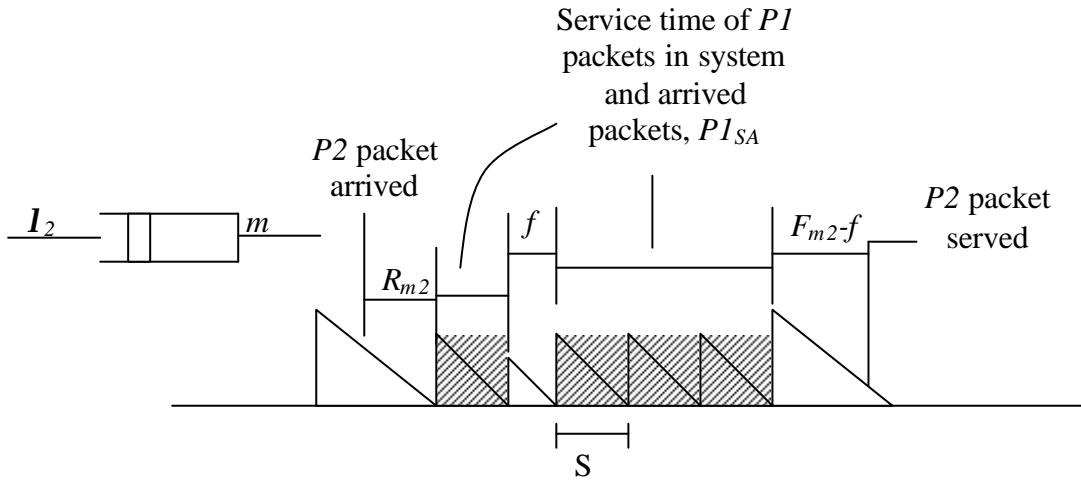 Service time of P1
packets in system
and arrived
packets, P1SA
P2 packet
arrived
l2
m
Rm2
f
Fm2-f
P2 packet
served
S